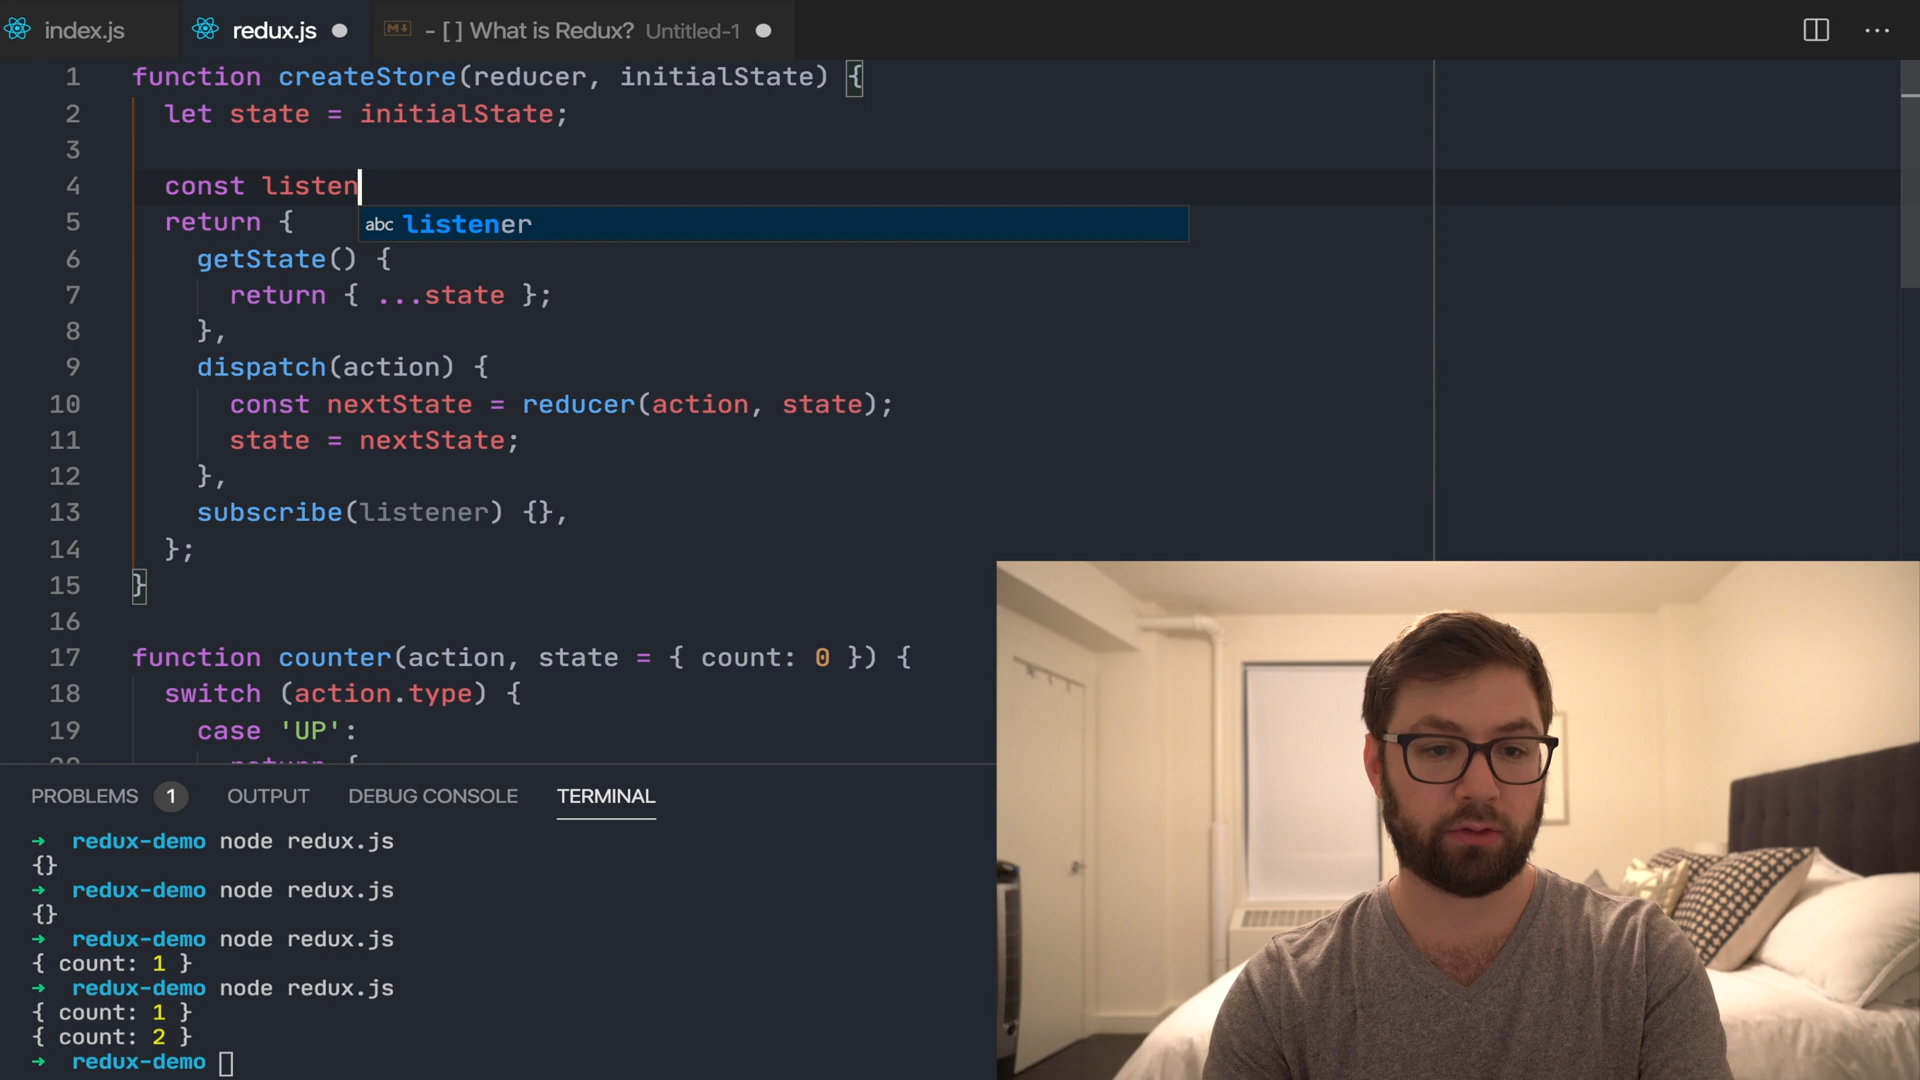 index.js
redux.js
- [ ] What is Redux? Untitled-1
1 function createStore(reducer, initialState) {
2 let state = initialState;
3
4 const listen
abc listener
5 return {
6 getState() {
7 return { ...state };
8 },
9 dispatch(action) {
10 const nextState = reducer(action, state);
11 state = nextState;
12 },
13 subscribe(listener) {},
14 };
15 }
16
17 function counter(action, state = { count: 0 }) {
18 switch (action.type) {
19 case 'UP':
20 return {
PROBLEMS 1 OUTPUT DEBUG CONSOLE TERMINAL
→ redux-demo node redux.js
{}
→ redux-demo node redux.js
{}
→ redux-demo node redux.js
{ count: 1 }
→ redux-demo node redux.js
{ count: 1 }
{ count: 2 }
→ redux-demo